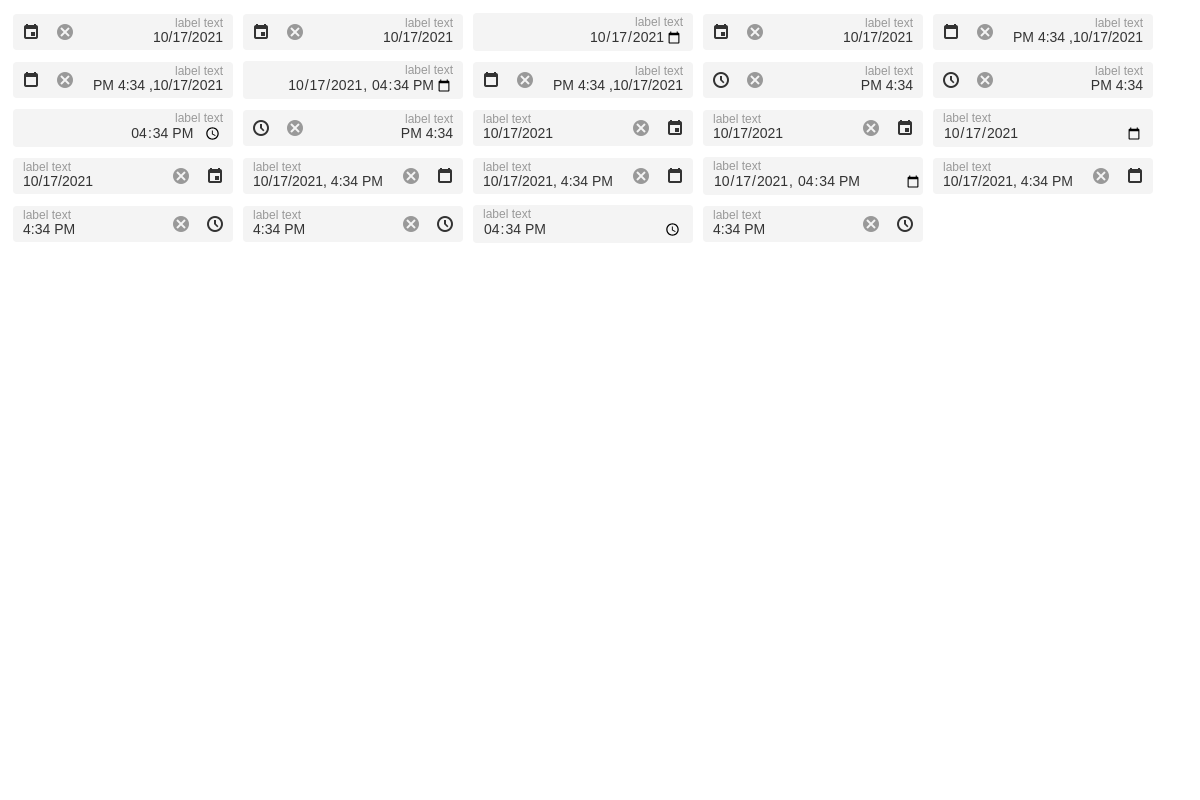 label text
10/17/2021
label text
10/17/2021
label text
10/17/2021
label text
10/17/2021
label text
PM 4:34 ,10/17/2021
label text
PM 4:34 ,10/17/2021
label text
10/17/2021, 04:34 PM
label text
PM 4:34 ,10/17/2021
label text
PM 4:34
label text
PM 4:34
label text
04:34 PM
label text
PM 4:34
label text
10/17/2021
label text
10/17/2021
label text
10/17/2021
label text
10/17/2021
label text
10/17/2021, 4:34 PM
label text
10/17/2021, 4:34 PM
label text
10/17/2021, 04:34 PM
label text
10/17/2021, 4:34 PM
label text
4:34 PM
label text
4:34 PM
label text
04:34 PM
label text
4:34 PM